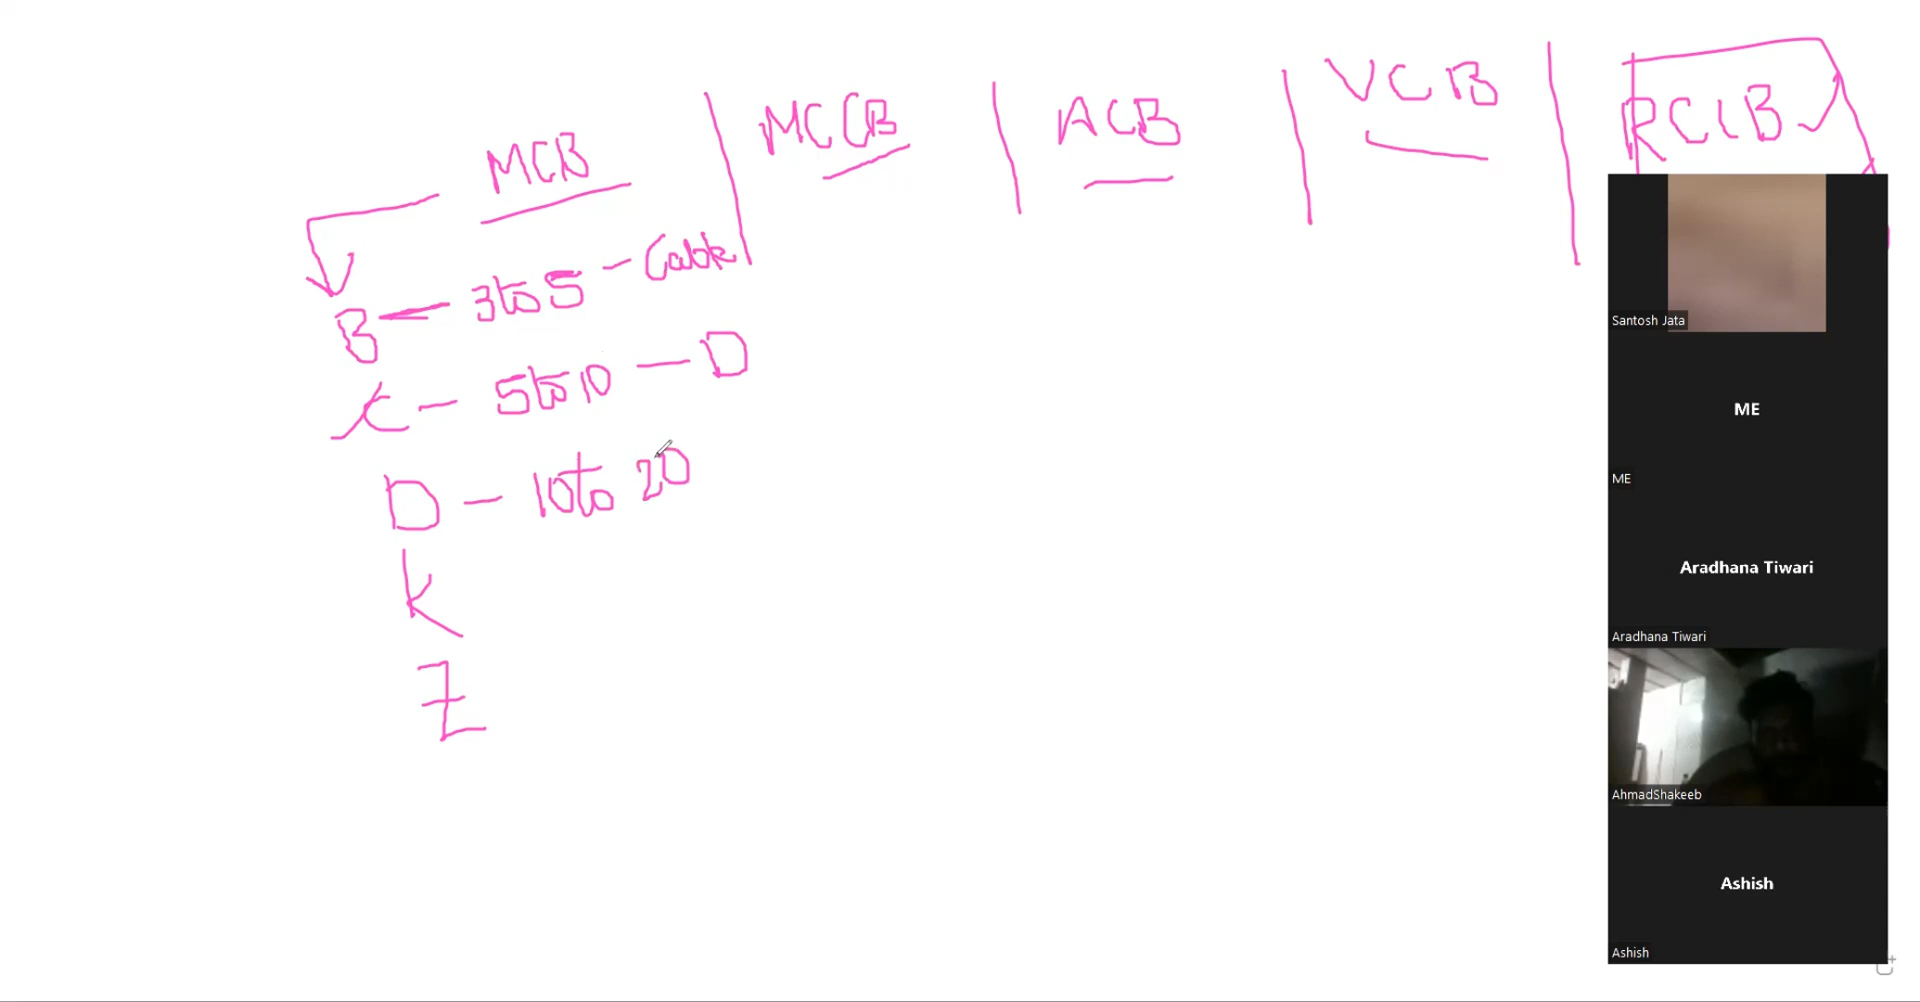 MCB | MCCB | ACB | VCB | RCCB
B - 3 to 5 - Cable
C - 5 to 10 - D
D - 10 to 20
K
Z
Santosh Jata
ME
ME
Aradhana Tiwari
Aradhana Tiwari
AhmadShakeeb
Ashish
Ashish